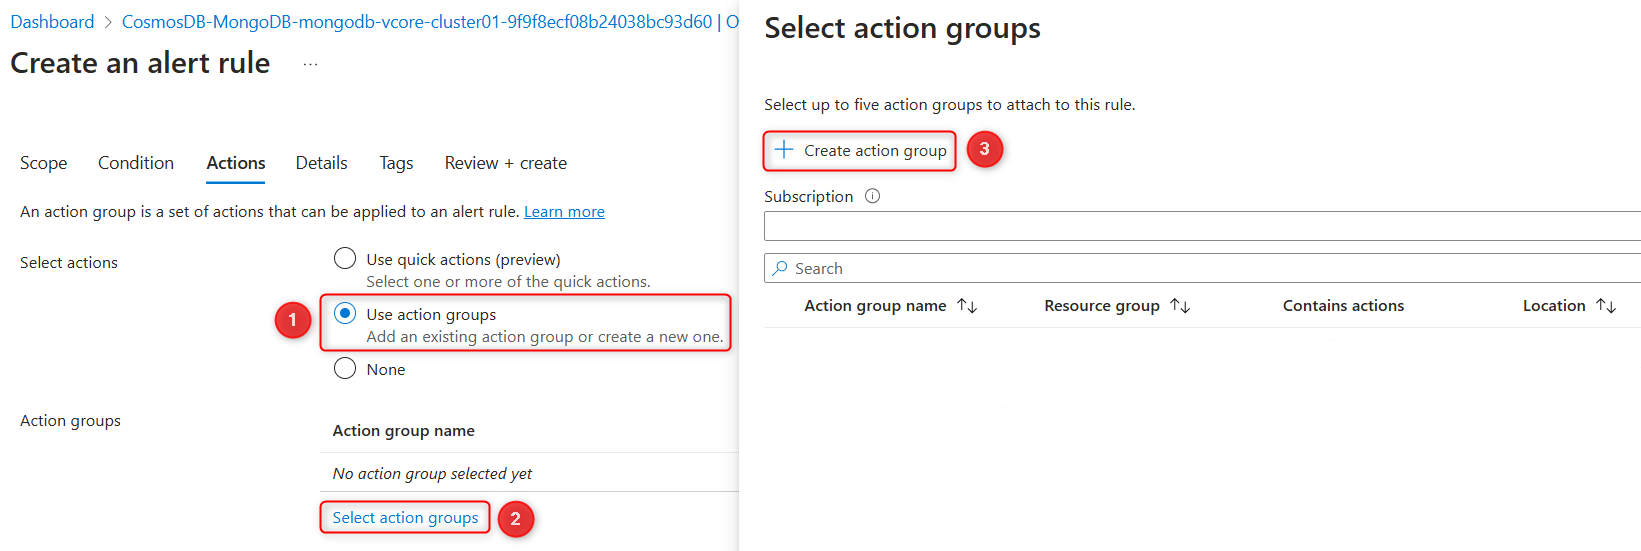 Dashboard > CosmosDB-MongoDB-mongodb-vcore-cluster01-9f9f8ecf08b24038bc93d60 | O
Create an alert rule ...
Scope Condition Actions Details Tags Review + create
An action group is a set of actions that can be applied to an alert rule. Learn more
Select actions
Use quick actions (preview)
Select one or more of the quick actions.
1
Use action groups
Add an existing action group or create a new one.
None
Action groups
Action group name
No action group selected yet
Select action groups 2
Select action groups
Select up to five action groups to attach to this rule.
+ Create action group 3
Subscription
Search
Action group name ↑↓ Resource group ↑↓ Contains actions Location ↑↓